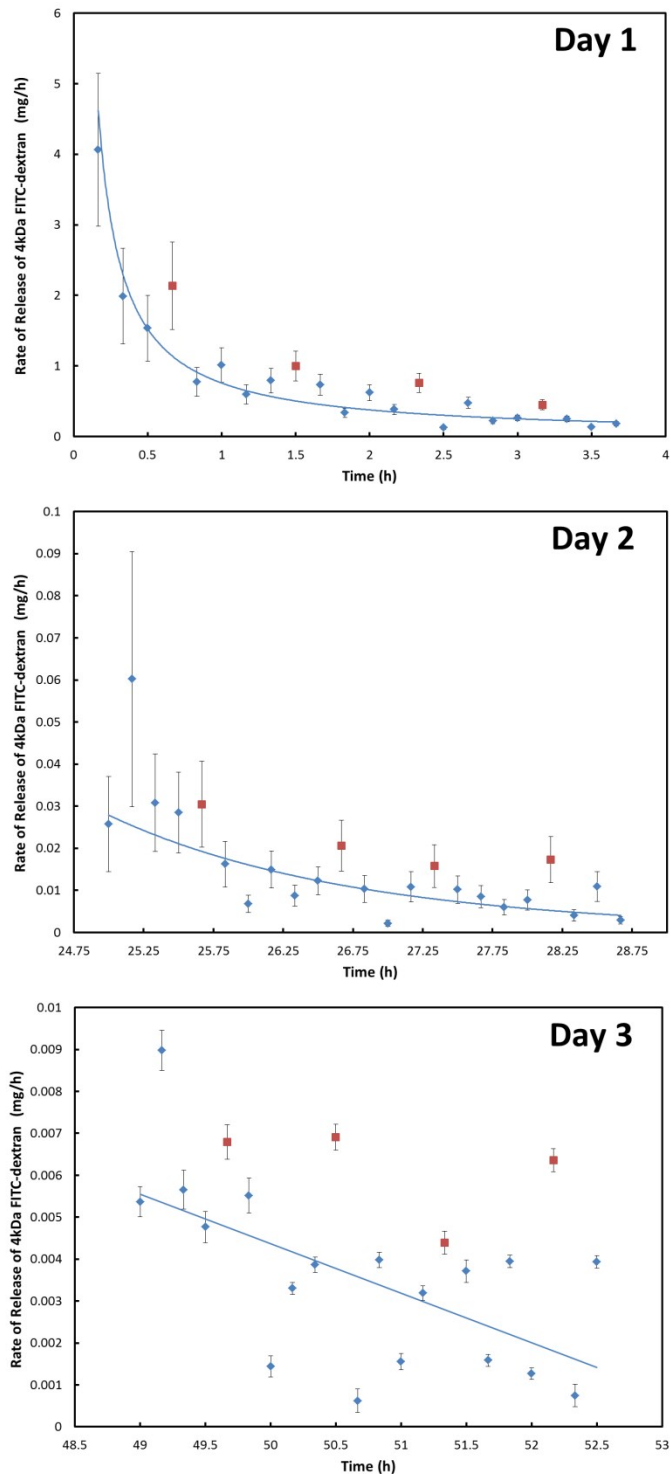 Day 1
Rate of Release of 4kDa FITC-dextran (mg/h)
6
5
4
3
2
1
0
0 0.5 1 1.5 2 2.5 3 3.5 4
Time (h)
Day 2
Rate of Release of 4kDa FITC-dextran (mg/h)
0.1
0.09
0.08
0.07
0.06
0.05
0.04
0.03
0.02
0.01
0
24.75 25.25 25.75 26.25 26.75 27.25 27.75 28.25 28.75
Time (h)
Day 3
Rate of Release of 4kDa FITC-dextran (mg/h)
0.01
0.009
0.008
0.007
0.006
0.005
0.004
0.003
0.002
0.001
0
48.5 49 49.5 50 50.5 51 51.5 52 52.5 53
Time (h)